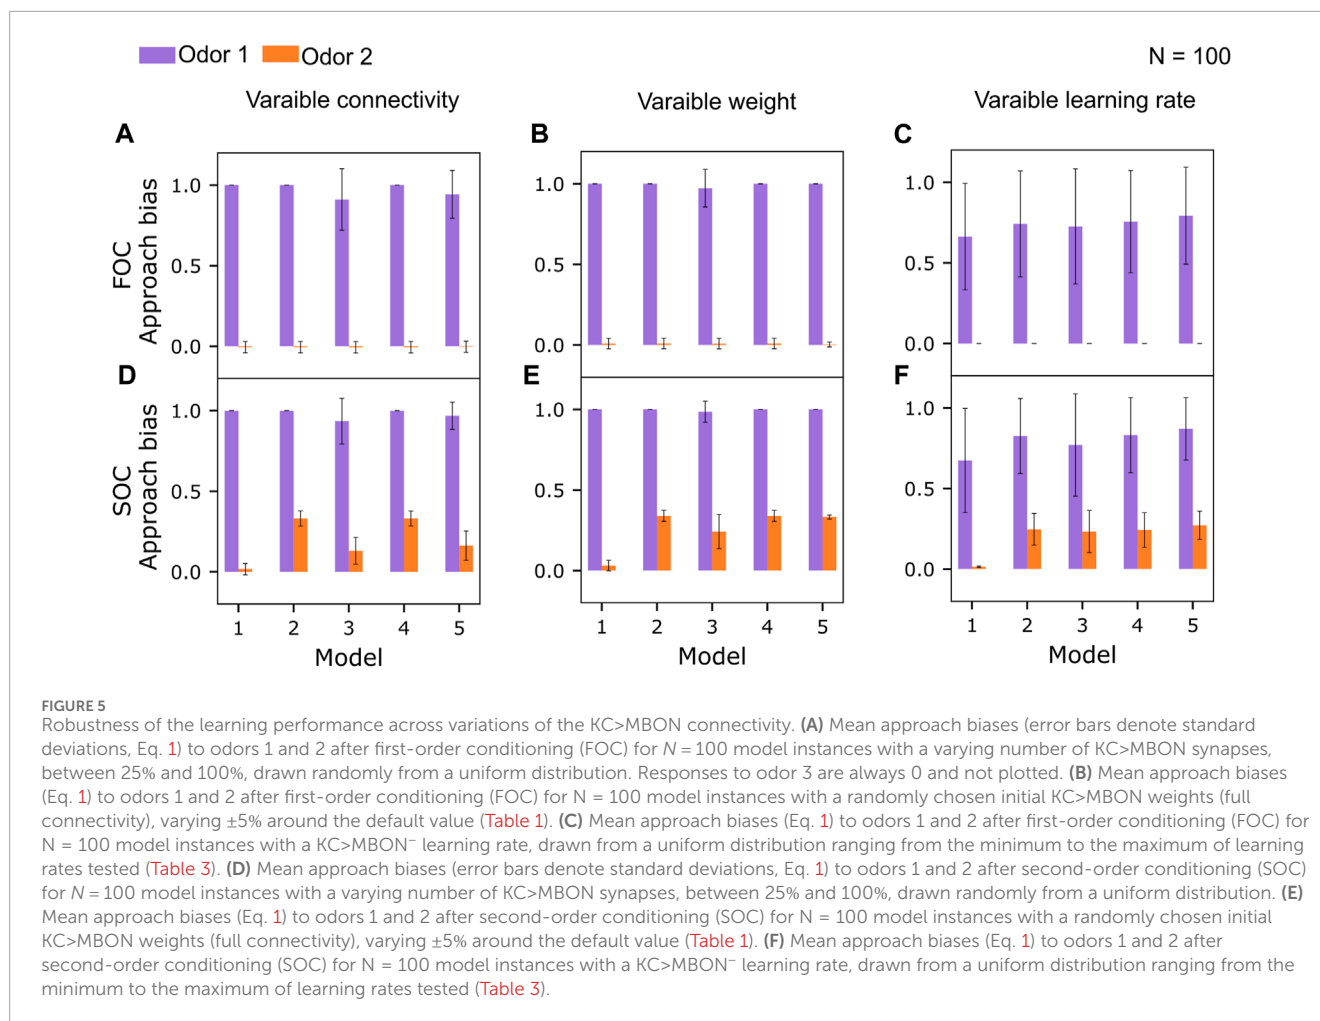 Odor 1 Odor 2 N = 100
Varaible connectivity Varaible weight Varaible learning rate
A B C
FOC
Approach bias
1.0 1.0 1.0
0.5 0.5 0.5
0.0 0.0 0.0
D E F
SOC
Approach bias
1.0 1.0 1.0
0.5 0.5 0.5
0.0 0.0 0.0
1 2 3 4 5 1 2 3 4 5 1 2 3 4 5
Model Model Model
FIGURE 5
Robustness of the learning performance across variations of the KC>MBON connectivity. (A) Mean approach biases (error bars denote standard
deviations, Eq. 1) to odors 1 and 2 after first-order conditioning (FOC) for N = 100 model instances with a varying number of KC>MBON synapses,
between 25% and 100%, drawn randomly from a uniform distribution. Responses to odor 3 are always 0 and not plotted. (B) Mean approach biases
(Eq. 1) to odors 1 and 2 after first-order conditioning (FOC) for N = 100 model instances with a randomly chosen initial KC>MBON weights (full
connectivity), varying ±5% around the default value (Table 1). (C) Mean approach biases (Eq. 1) to odors 1 and 2 after first-order conditioning (FOC) for
N = 100 model instances with a KC>MBON⁻ learning rate, drawn from a uniform distribution ranging from the minimum to the maximum of learning
rates tested (Table 3). (D) Mean approach biases (error bars denote standard deviations, Eq. 1) to odors 1 and 2 after second-order conditioning (SOC)
for N = 100 model instances with a varying number of KC>MBON synapses, between 25% and 100%, drawn randomly from a uniform distribution. (E)
Mean approach biases (Eq. 1) to odors 1 and 2 after second-order conditioning (SOC) for N = 100 model instances with a randomly chosen initial
KC>MBON weights (full connectivity), varying ±5% around the default value (Table 1). (F) Mean approach biases (Eq. 1) to odors 1 and 2 after
second-order conditioning (SOC) for N = 100 model instances with a KC>MBON⁻ learning rate, drawn from a uniform distribution ranging from the
minimum to the maximum of learning rates tested (Table 3).